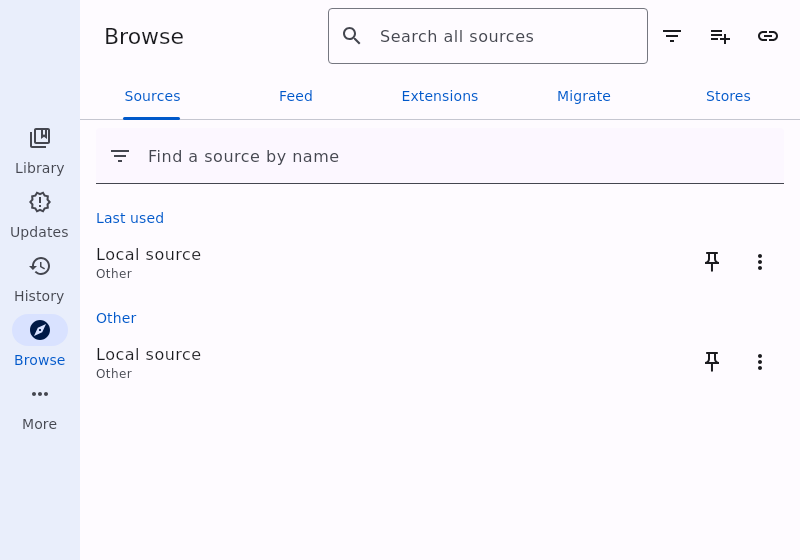 Browse
Search all sources
Sources
Feed
Extensions
Migrate
Stores
Library
Updates
History
Browse
More
Find a source by name
Last used
Local source
Other
Other
Local source
Other